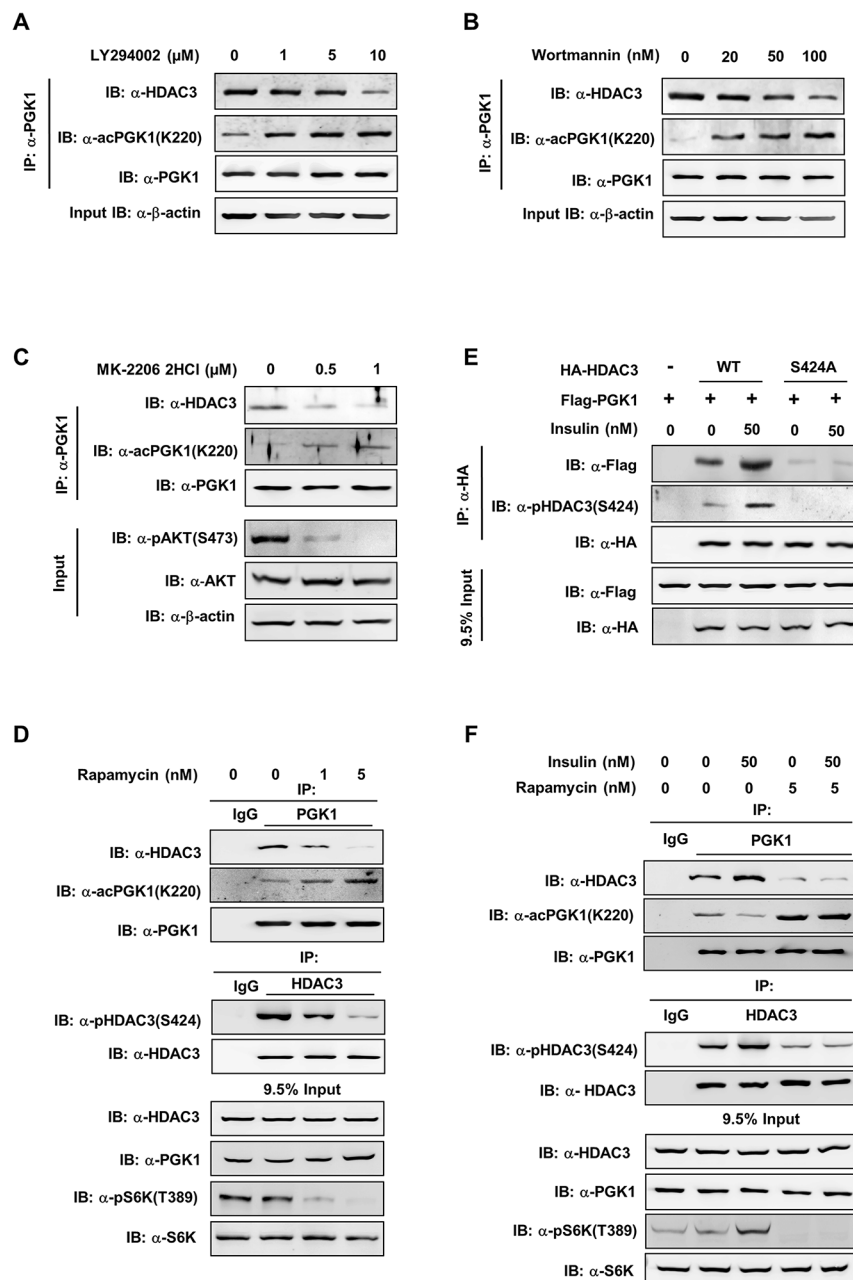 A
LY294002 (µM) 0 1 5 10
IP: α-PGK1
IB: α-HDAC3
IB: α-acPGK1(K220)
IB: α-PGK1
Input IB: α-β-actin
B
Wortmannin (nM) 0 20 50 100
IP: α-PGK1
IB: α-HDAC3
IB: α-acPGK1(K220)
IB: α-PGK1
Input IB: α-β-actin
C
MK-2206 2HCl (µM) 0 0.5 1
IP: α-PGK1
IB: α-HDAC3
IB: α-acPGK1(K220)
IB: α-PGK1
Input
IB: α-pAKT(S473)
IB: α-AKT
IB: α-β-actin
E
HA-HDAC3 - WT S424A
Flag-PGK1 + + + + +
Insulin (nM) 0 0 50 0 50
IP: α-HA
IB: α-Flag
IB: α-pHDAC3(S424)
IB: α-HA
9.5% Input
IB: α-Flag
IB: α-HA
D
Rapamycin (nM) 0 0 1 5
IP:
IgG PGK1
IB: α-HDAC3
IB: α-acPGK1(K220)
IB: α-PGK1
IP:
IgG HDAC3
IB: α-pHDAC3(S424)
IB: α-HDAC3
9.5% Input
IB: α-HDAC3
IB: α-PGK1
IB: α-pS6K(T389)
IB: α-S6K
F
Insulin (nM) 0 0 50 0 50
Rapamycin (nM) 0 0 0 5 5
IP:
IgG PGK1
IB: α-HDAC3
IB: α-acPGK1(K220)
IB: α-PGK1
IP:
IgG HDAC3
IB: α-pHDAC3(S424)
IB: α- HDAC3
9.5% Input
IB: α-HDAC3
IB: α-PGK1
IB: α-pS6K(T389)
IB: α-S6K